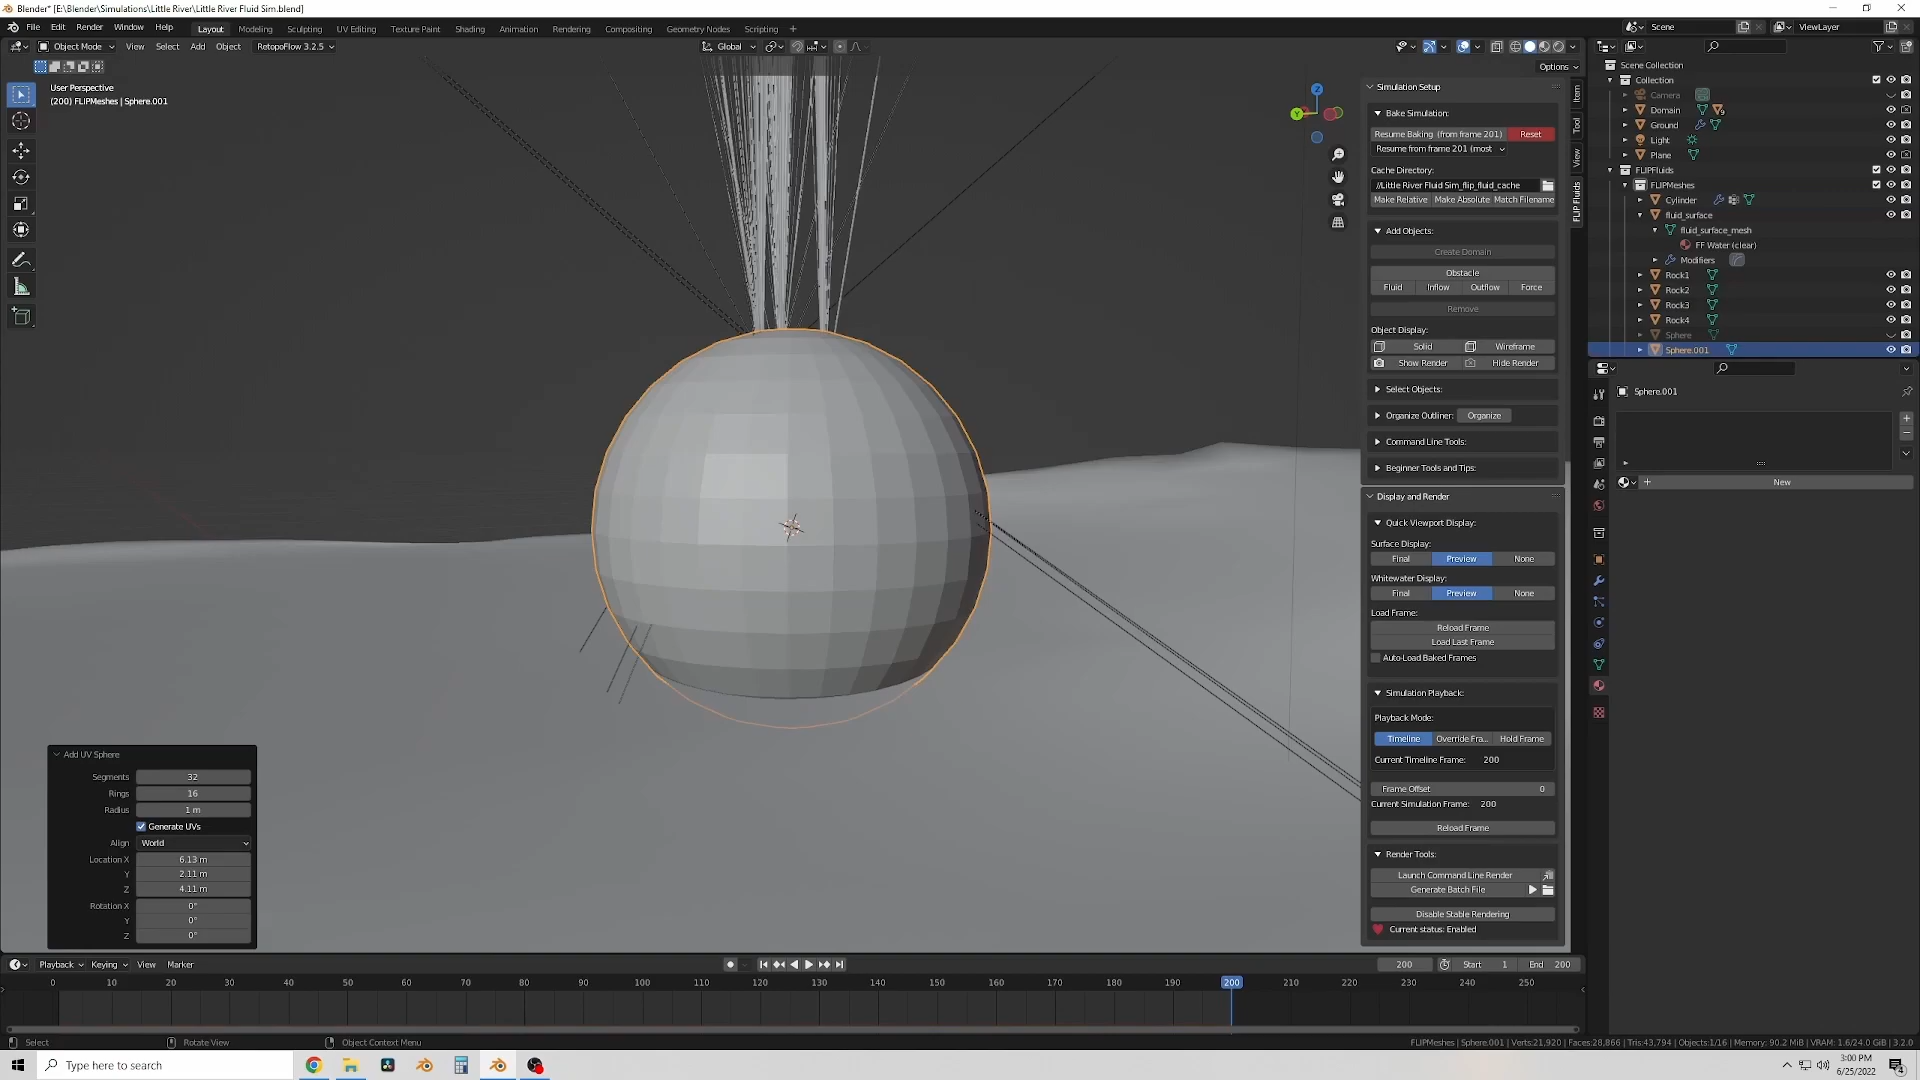 Blender* [E:\Blender\Simulations\Little River\Little River Fluid Sim.blend]
File Edit Render Window Help Layout Modeling Sculpting UV Editing Texture Paint Shading Animation Rendering Compositing Geometry Nodes Scripting + Scene ViewLayer
Object Mode View Select Add Object RetopoFlow 3.2.5 Global
Options
User Perspective
(200) FLIPMeshes | Sphere.001
Z
Y
Item
Tool
View
FLIP Fluids
Simulation Setup
Bake Simulation:
Resume Baking (from frame 201) Reset
Resume from frame 201 (most
Cache Directory:
//Little River Fluid Sim_flip_fluid_cache
Make Relative Make Absolute Match Filename
Add Objects:
Create Domain
Obstacle
Fluid Inflow Outflow Force
Remove
Object Display:
Solid Wireframe
Show Render Hide Render
Select Objects:
Organize Outliner: Organize
Command Line Tools:
Beginner Tools and Tips:
Display and Render
Quick Viewport Display:
Surface Display:
Final Preview None
Whitewater Display:
Final Preview None
Load Frame:
Reload Frame
Load Last Frame
Auto-Load Baked Frames
Simulation Playback:
Playback Mode:
Timeline Override Fra... Hold Frame
Current Timeline Frame: 200
Frame Offset 0
Current Simulation Frame: 200
Reload Frame
Render Tools:
Launch Command Line Render
Generate Batch File
Disable Stable Rendering
Current status: Enabled
Scene Collection
Collection
Camera
Domain
Ground
Light
Plane
FLIPFluids
FLIPMeshes
Cylinder
fluid_surface
fluid_surface_mesh
FF Water (clear)
Modifiers
Rock1
Rock2
Rock3
Rock4
Sphere
Sphere.001
Sphere.001
+ New
Add UV Sphere
Segments 32
Rings 16
Radius 1 m
Generate UVs
Align World
Location X 6.13 m
Y 2.11 m
Z 4.11 m
Rotation X 0°
Y 0°
Z 0°
Playback Keying View Marker 200 Start 1 End 200
0 10 20 30 40 50 60 70 80 90 100 110 120 130 140 150 160 170 180 190 200 210 220 230 240 250
Select Rotate View Object Context Menu FLIPMeshes | Sphere.001 | Verts:21,920 | Faces:28,866 | Tris:43,794 | Objects:1/16 | Memory: 90.2 MiB | VRAM: 1.6/24.0 GiB | 3.2.0
Type here to search
3:00 PM
6/25/2022